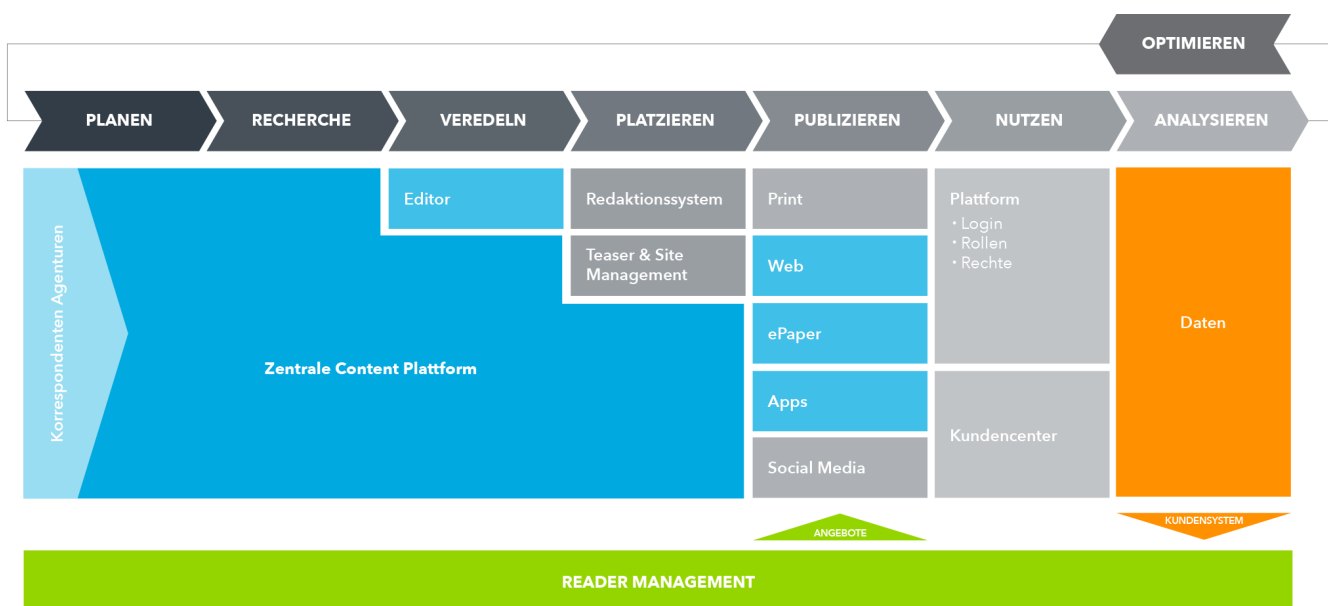 OPTIMIEREN
PLANEN
RECHERCHE
VEREDELN
PLATZIEREN
PUBLIZIEREN
NUTZEN
ANALYSIEREN
Korrespondenten Agenturen
Zentrale Content Plattform
Editor
Redaktionssystem
Teaser & Site
Management
Print
Web
ePaper
Apps
Social Media
Plattform
· Login
· Rollen
· Rechte
Kundencenter
Daten
ANGEBOTE
KUNDENSYSTEM
READER MANAGEMENT